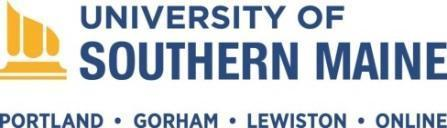 UNIVERSITY OF
SOUTHERN MAINE
PORTLAND • GORHAM • LEWISTON • ONLINE